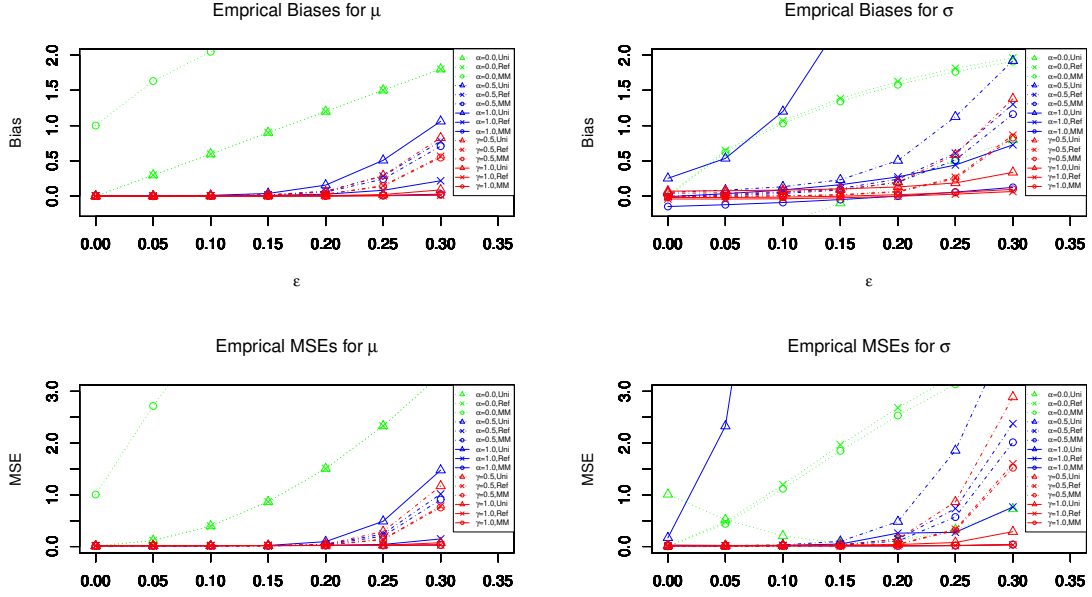 Emprical Biases for μ
Bias
2.0
1.5
1.0
0.5
0.0
0.00 0.05 0.10 0.15 0.20 0.25 0.30 0.35
ε
α=0.0,Uni
α=0.0,Ref
α=0.0,MM
α=0.5,Uni
α=0.5,Ref
α=0.5,MM
α=1.0,Uni
α=1.0,Ref
α=1.0,MM
γ=0.5,Uni
γ=0.5,Ref
γ=0.5,MM
γ=1.0,Uni
γ=1.0,Ref
γ=1.0,MM
Emprical Biases for σ
Bias
2.0
1.5
1.0
0.5
0.0
0.00 0.05 0.10 0.15 0.20 0.25 0.30 0.35
ε
α=0.0,Uni
α=0.0,Ref
α=0.0,MM
α=0.5,Uni
α=0.5,Ref
α=0.5,MM
α=1.0,Uni
α=1.0,Ref
α=1.0,MM
γ=0.5,Uni
γ=0.5,Ref
γ=0.5,MM
γ=1.0,Uni
γ=1.0,Ref
γ=1.0,MM
Emprical MSEs for μ
MSE
3.0
2.0
1.0
0.0
0.00 0.05 0.10 0.15 0.20 0.25 0.30 0.35
α=0.0,Uni
α=0.0,Ref
α=0.0,MM
α=0.5,Uni
α=0.5,Ref
α=0.5,MM
α=1.0,Uni
α=1.0,Ref
α=1.0,MM
γ=0.5,Uni
γ=0.5,Ref
γ=0.5,MM
γ=1.0,Uni
γ=1.0,Ref
γ=1.0,MM
Emprical MSEs for σ
MSE
3.0
2.0
1.0
0.0
0.00 0.05 0.10 0.15 0.20 0.25 0.30 0.35
α=0.0,Uni
α=0.0,Ref
α=0.0,MM
α=0.5,Uni
α=0.5,Ref
α=0.5,MM
α=1.0,Uni
α=1.0,Ref
α=1.0,MM
γ=0.5,Uni
γ=0.5,Ref
γ=0.5,MM
γ=1.0,Uni
γ=1.0,Ref
γ=1.0,MM